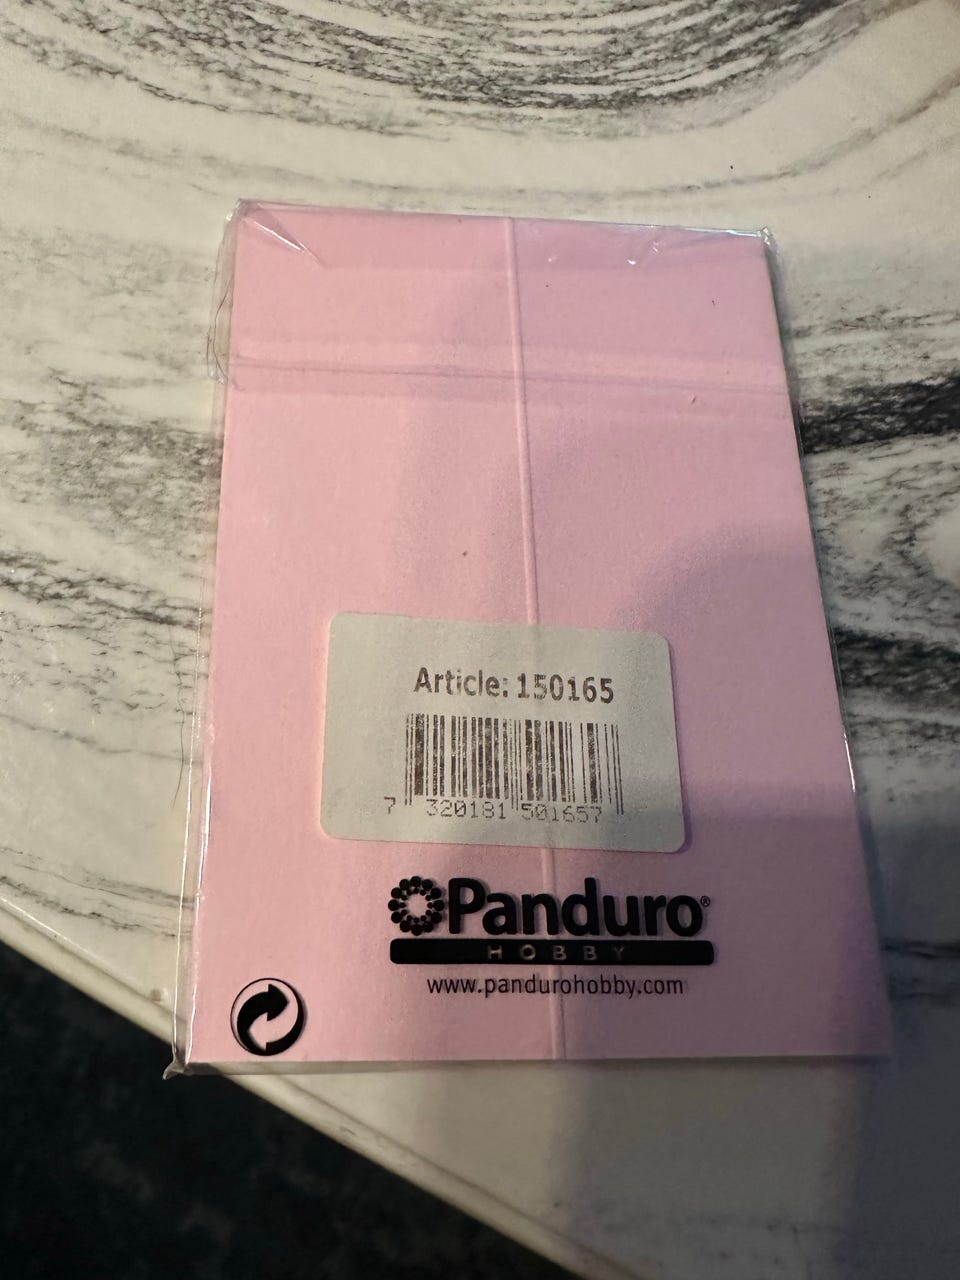 Article: 150165
7 320181 501657
Panduro®
HOBBY
www.pandurohobby.com